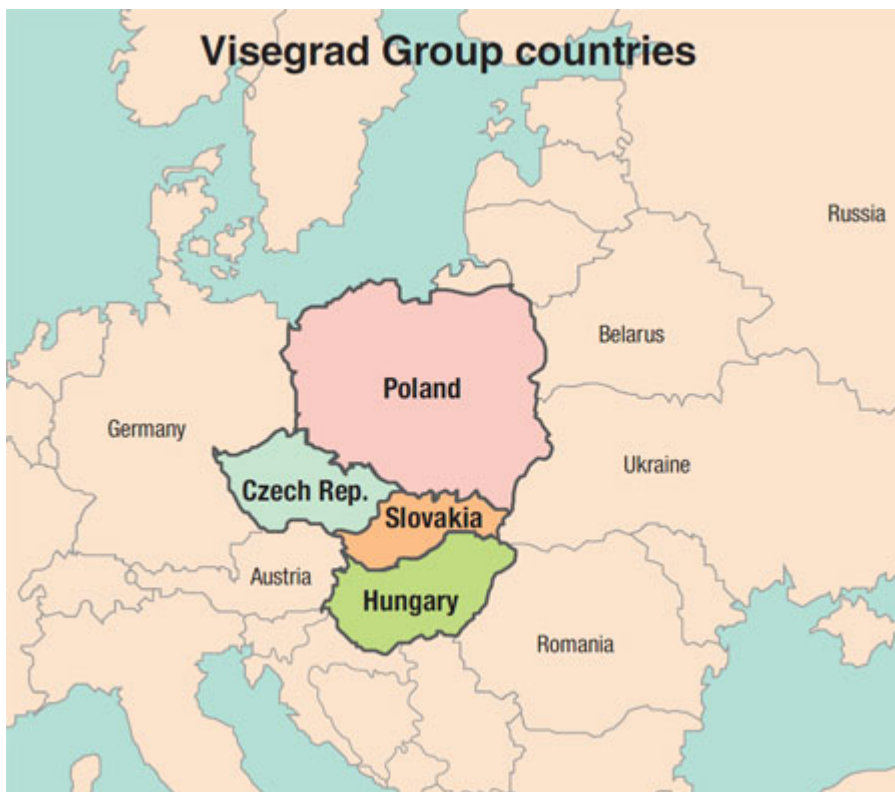 Visegrad Group countries
Russia
Belarus
Poland
Germany
Ukraine
Czech Rep.
Slovakia
Austria
Hungary
Romania